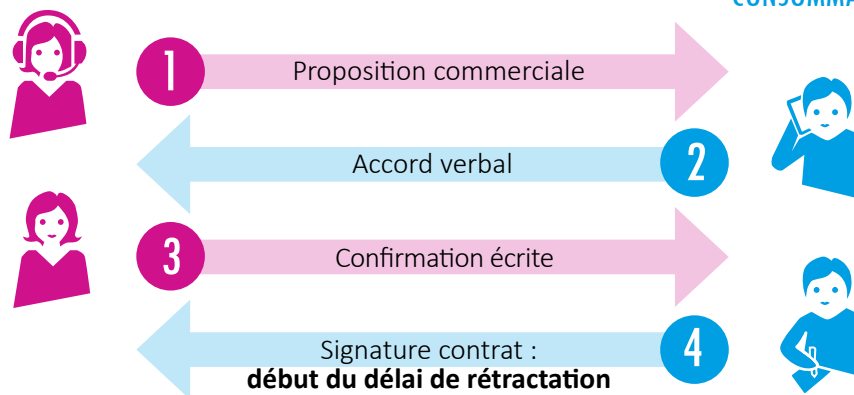 1
Proposition commerciale
Accord verbal
2
3
Confirmation écrite
Signature contrat :
début du délai de rétractation
4